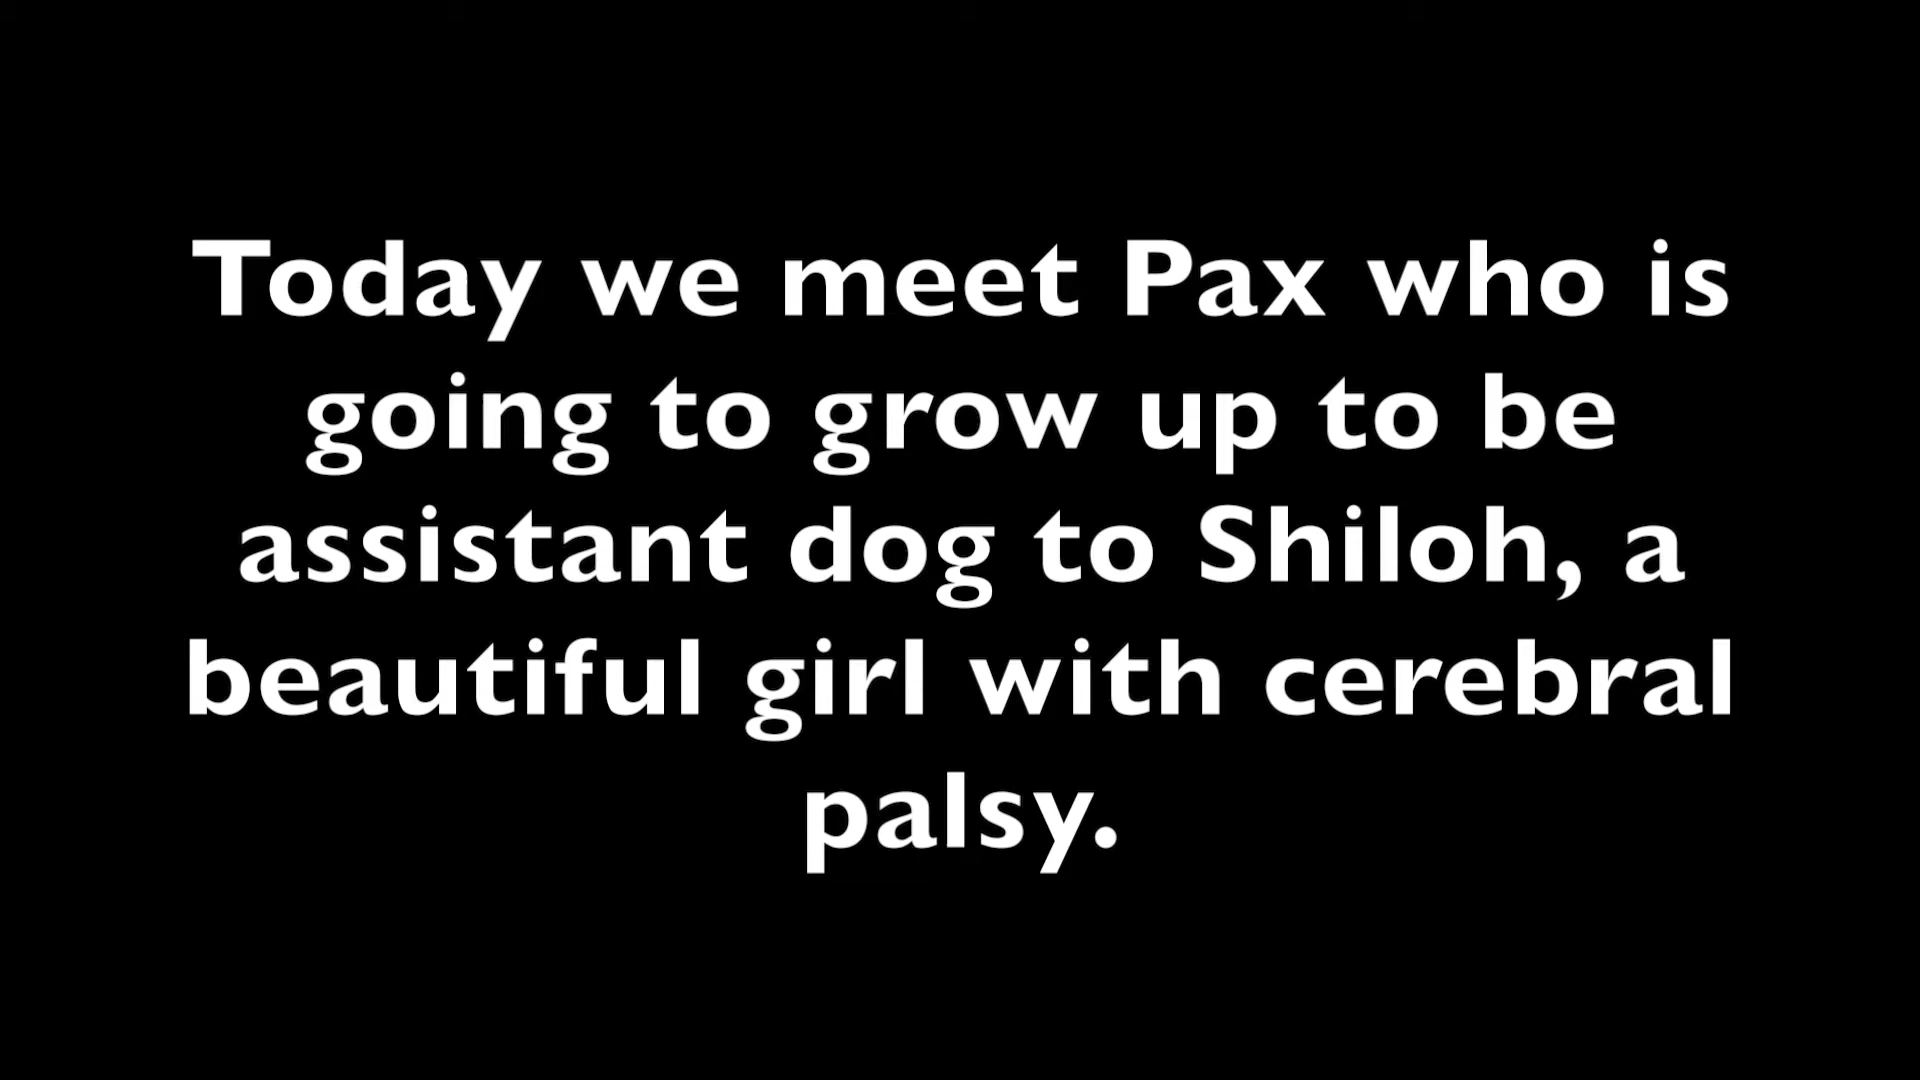 Today we meet Pax who is
going to grow up to be
assistant dog to Shiloh, a
beautiful girl with cerebral
palsy.